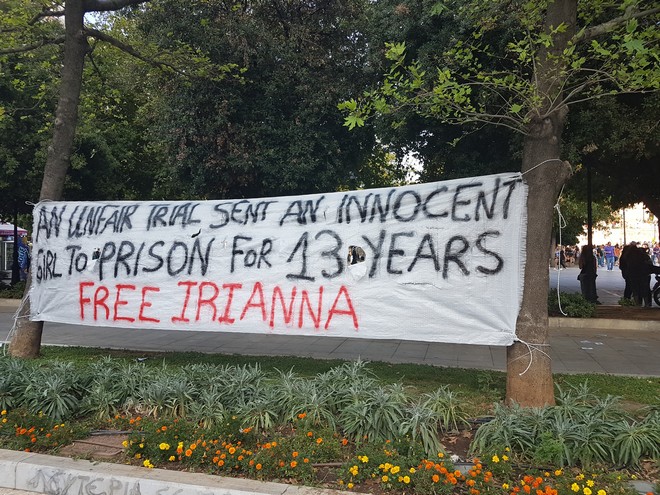 AN UNFAIR TRIAL SENT AN INNOCENT
GIRL TO PRISON FOR 13 YEARS
FREE IRIANNA